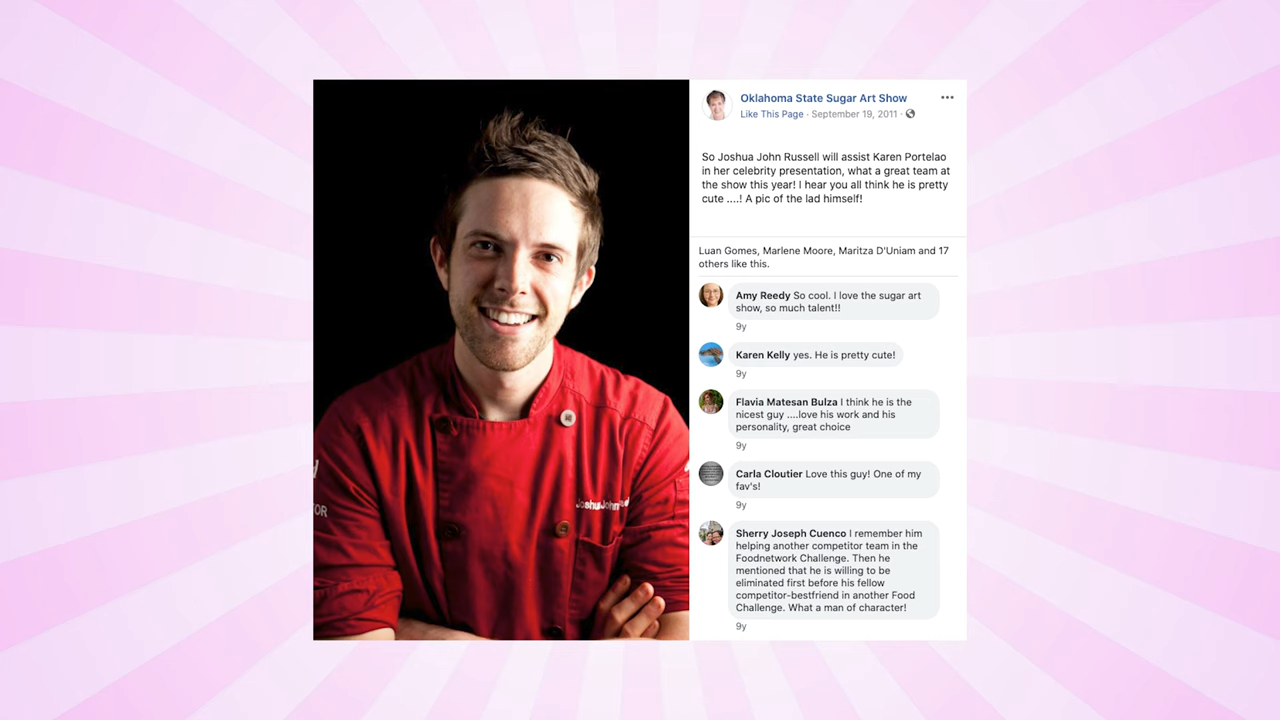 Oklahoma State Sugar Art Show
Like This Page · September 19, 2011 ·
So Joshua John Russell will assist Karen Portelao
in her celebrity presentation, what a great team at
the show this year! I hear you all think he is pretty
cute ....! A pic of the lad himself!
Luan Gomes, Marlene Moore, Maritza D'Uniam and 17
others like this.
Amy Reedy So cool. I love the sugar art
show, so much talent!!
9y
Karen Kelly yes. He is pretty cute!
9y
Flavia Matesan Bulza I think he is the
nicest guy ....love his work and his
personality, great choice
9y
Carla Cloutier Love this guy! One of my
fav's!
9y
Sherry Joseph Cuenco I remember him
helping another competitor team in the
Foodnetwork Challenge. Then he
mentioned that he is willing to be
eliminated first before his fellow
competitor-bestfriend in another Food
Challenge. What a man of character!
9y
JoshuaJohn
OR